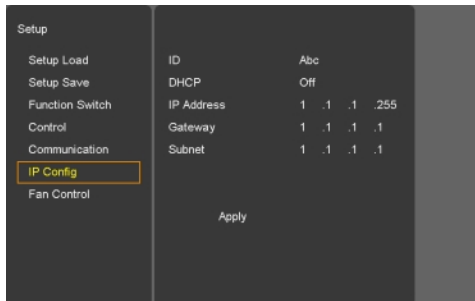 Setup
Setup Load
Setup Save
Function Switch
Control
Communication
IP Config
Fan Control
ID Abc
DHCP Off
IP Address 1 .1 .1 .255
Gateway 1 .1 .1 .1
Subnet 1 .1 .1 .1
Apply